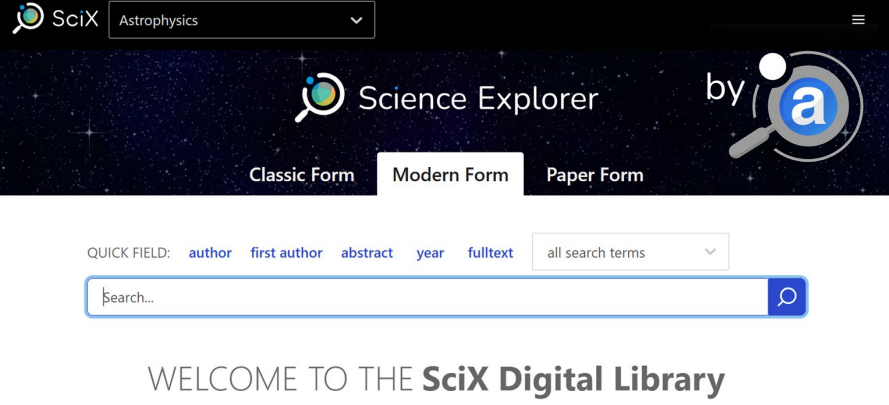 SciX Astrophysics
Science Explorer by a
Classic Form Modern Form Paper Form
QUICK FIELD: author first author abstract year fulltext all search terms
Search...
WELCOME TO THE SciX Digital Library